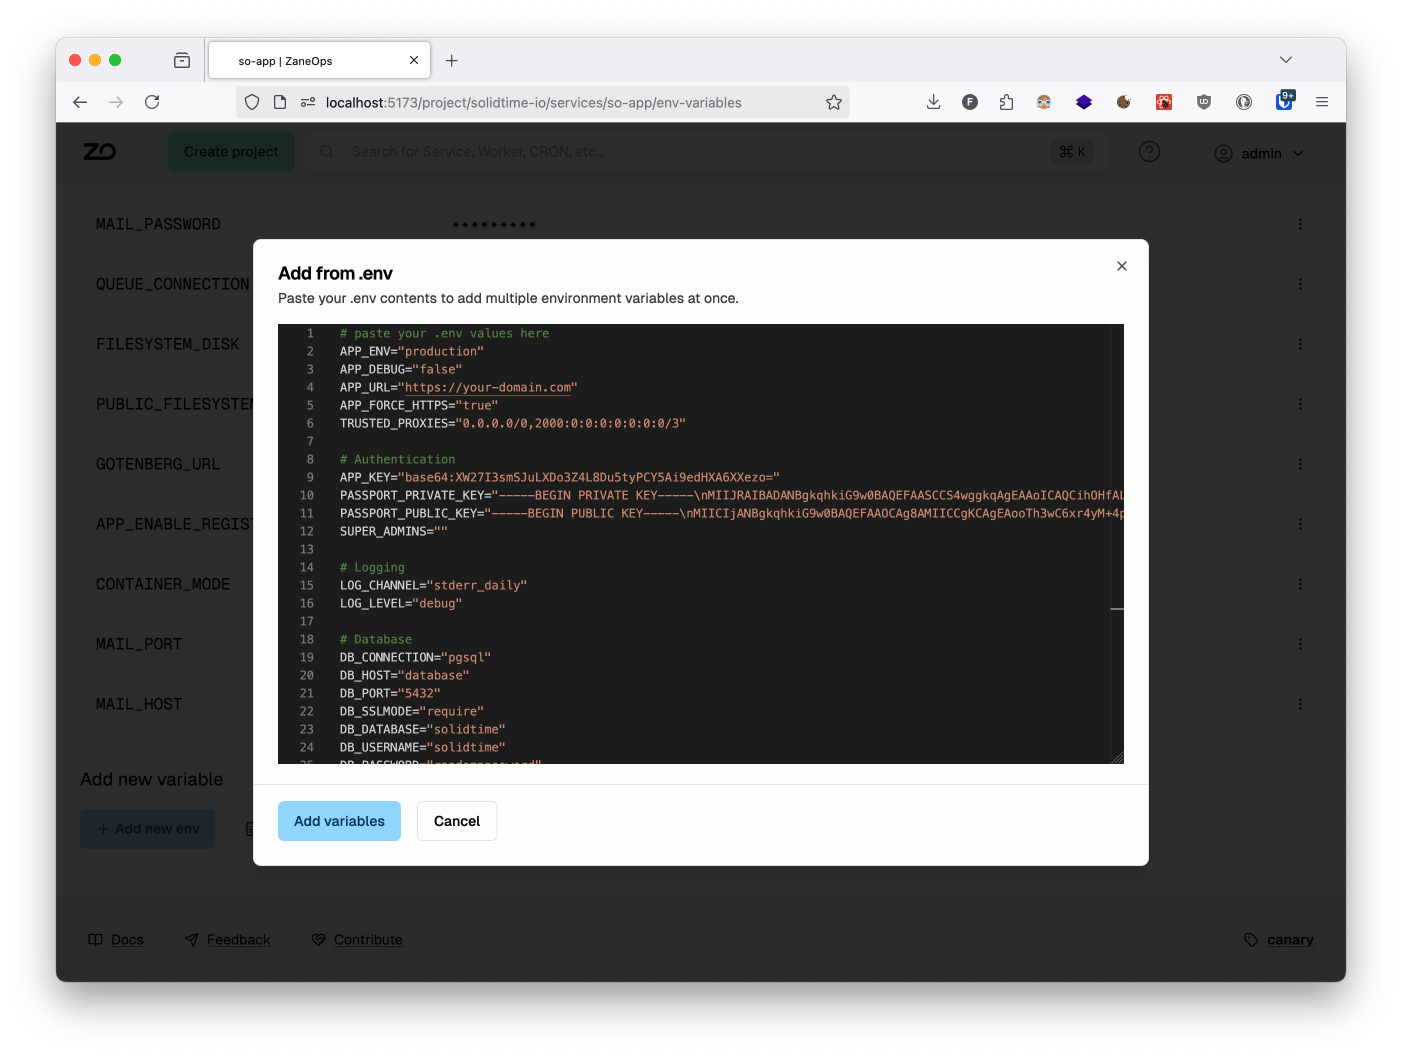 so-app | ZaneOps
localhost:5173/project/solidtime-io/services/so-app/env-variables
9+
ZO
Create project
Search for Service, Worker, CRON, etc...
⌘ K
admin
MAIL_PASSWORD
*********
QUEUE_CONNECTION
FILESYSTEM_DISK
PUBLIC_FILESYSTEM
GOTENBERG_URL
APP_ENABLE_REGIST
CONTAINER_MODE
MAIL_PORT
MAIL_HOST
Add new variable
+ Add new env
Add from .env
Paste your .env contents to add multiple environment variables at once.
1 # paste your .env values here
2 APP_ENV="production"
3 APP_DEBUG="false"
4 APP_URL="https://your-domain.com"
5 APP_FORCE_HTTPS="true"
6 TRUSTED_PROXIES="0.0.0.0/0,2000:0:0:0:0:0:0:0/3"
7
8 # Authentication
9 APP_KEY="base64:XW27I3smSJuLXDo3Z4L8Du5tyPCY5Ai9edHXA6XXezo="
10 PASSPORT_PRIVATE_KEY="-----BEGIN PRIVATE KEY-----\nMIIJRAIBADANBgkqhkiG9w0BAQEFAASCCS4wggkqAgEAAoICAQCihOHfAL
11 PASSPORT_PUBLIC_KEY="-----BEGIN PUBLIC KEY-----\nMIICIjANBgkqhkiG9w0BAQEFAAOCAg8AMIICCgKCAgEAooTh3wC6xr4yM+4p
12 SUPER_ADMINS=""
13
14 # Logging
15 LOG_CHANNEL="stderr_daily"
16 LOG_LEVEL="debug"
17
18 # Database
19 DB_CONNECTION="pgsql"
20 DB_HOST="database"
21 DB_PORT="5432"
22 DB_SSLMODE="require"
23 DB_DATABASE="solidtime"
24 DB_USERNAME="solidtime"
Add variables
Cancel
Docs
Feedback
Contribute
canary